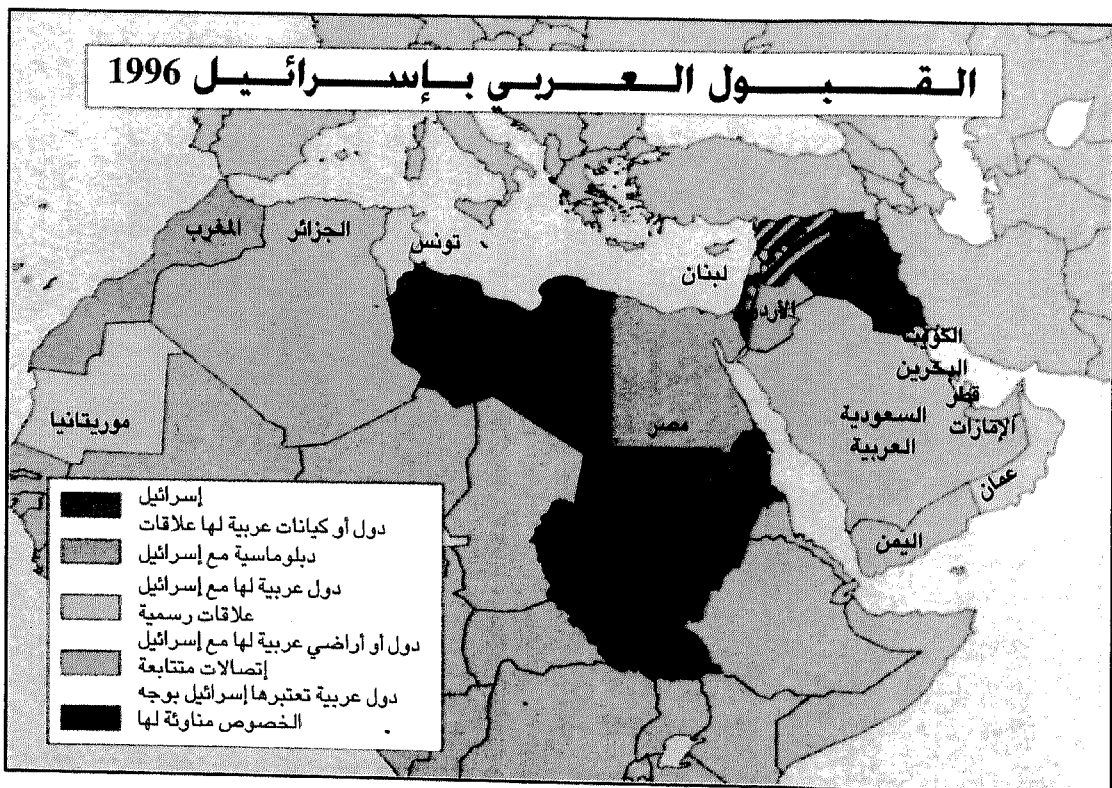 القبول العربي بإسرائيل 1996
المغرب
الجزائر
تونس
لبنان
الأردن
الكويت
البحرين
قطر
الإمارات
السعودية
العربية
عمان
اليمن
مصر
موريتانيا
إسرائيل
دول أو كيانات عربية لها علاقات
دبلوماسية مع إسرائيل
دول عربية لها مع إسرائيل
علاقات رسمية
دول أو أراضي عربية لها مع إسرائيل
إتصالات متتابعة
دول عربية تعتبرها إسرائيل بوجه
الخصوص مناوئة لها